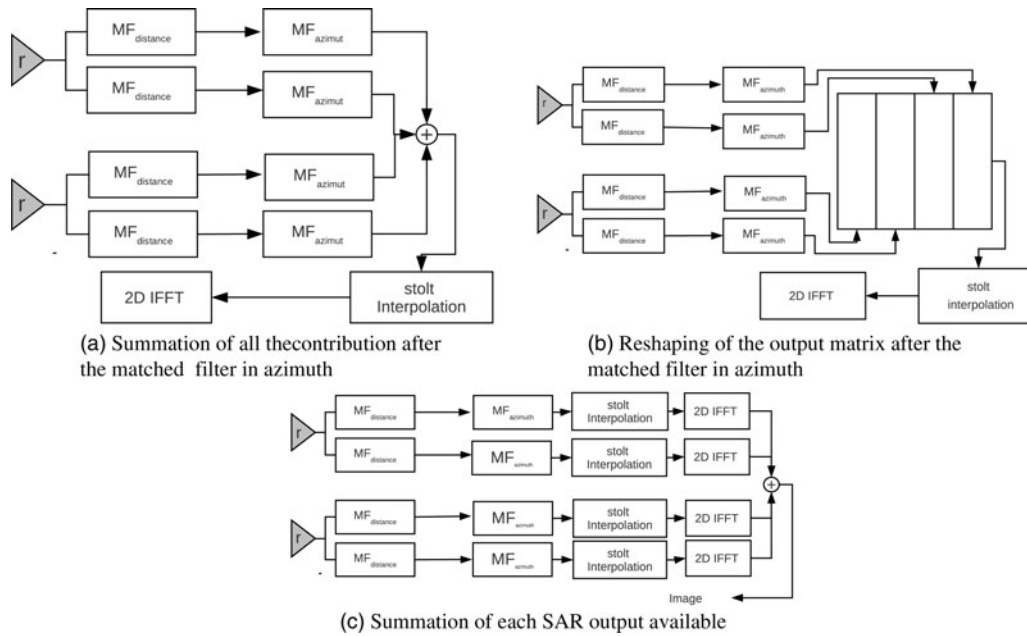 r
MFdistance
MFazimut
MFdistance
MFazimut
r
MFdistance
MFazimut
MFdistance
MFazimut
+
2D IFFT
stolt
Interpolation
(a) Summation of all thecontribution after
the matched filter in azimuth
r
MFdistance
MFazimuth
MFdistance
MFazimuth
r
MFdistance
MFazimuth
MFdistance
MFazimuth
2D IFFT
stolt
interpolation
(b) Reshaping of the output matrix after the
matched filter in azimuth
r
MFdistance
MFazimuth
stolt
Interpolation
2D IFFT
MFdistance
MFazimuth
stolt
Interpolation
2D IFFT
+
r
MFdistance
MFazimuth
stolt
Interpolation
2D IFFT
MFdistance
MFazimuth
stolt
Interpolation
2D IFFT
Image
(c) Summation of each SAR output available